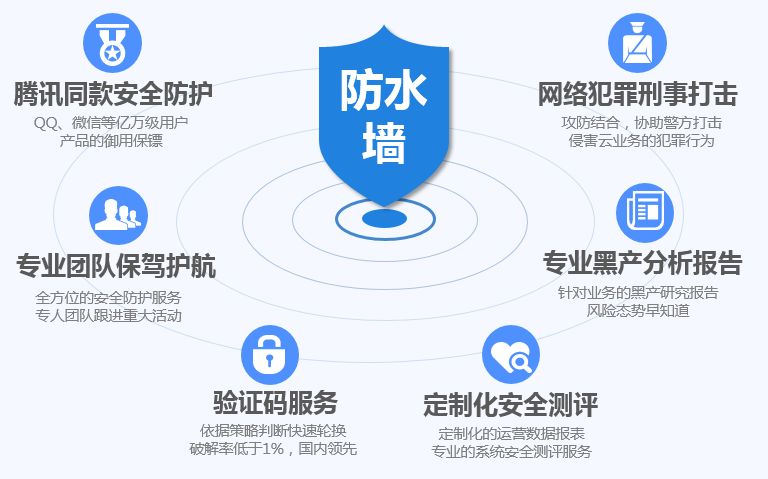 防水
墙
腾讯同款安全防护
QQ、微信等亿万级用户
产品的御用保镖
网络犯罪刑事打击
攻防结合，协助警方打击
侵害云业务的犯罪行为
专业团队保驾护航
全方位的安全防护服务
专人团队跟进重大活动
专业黑产分析报告
针对业务的黑产研究报告
风险态势早知道
验证码服务
依据策略判断快速轮换
破解率低于1%，国内领先
定制化安全测评
定制化的运营数据报表
专业的系统安全测评服务